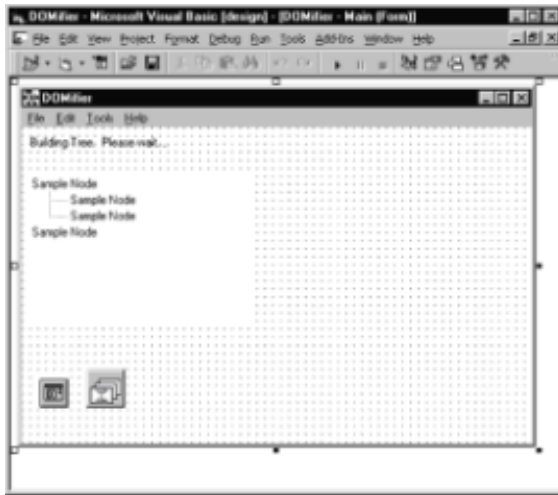 DOMifier - Microsoft Visual Basic [design] - [DOMifier - Main (Form)]
File Edit View Project Format Debug Run Tools Add-Ins Window Help
DOMifier
File Edit Tools Help
Building Tree. Please wait...
Sample Node
Sample Node
Sample Node
Sample Node